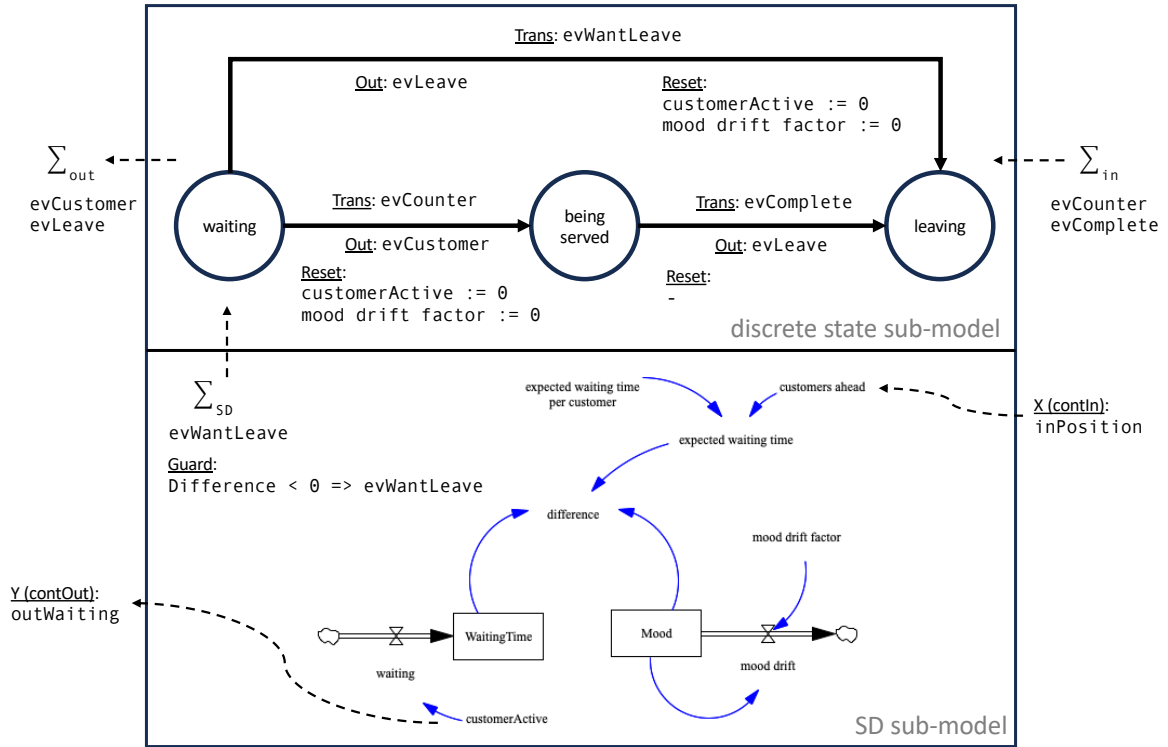 Trans: evWantLeave
Out: evLeave
Reset:
customerActive := 0
mood drift factor := 0
∑out
evCustomer
evLeave
∑in
evCounter
evComplete
waiting
Trans: evCounter
Out: evCustomer
Reset:
customerActive := 0
mood drift factor := 0
being
served
Trans: evComplete
Out: evLeave
Reset:
-
leaving
discrete state sub-model
∑SD
evWantLeave
Guard:
Difference < 0 => evWantLeave
expected waiting time
per customer
customers ahead
X (contIn):
inPosition
expected waiting time
difference
mood drift factor
Y (contOut):
outWaiting
WaitingTime
Mood
waiting
mood drift
customerActive
SD sub-model